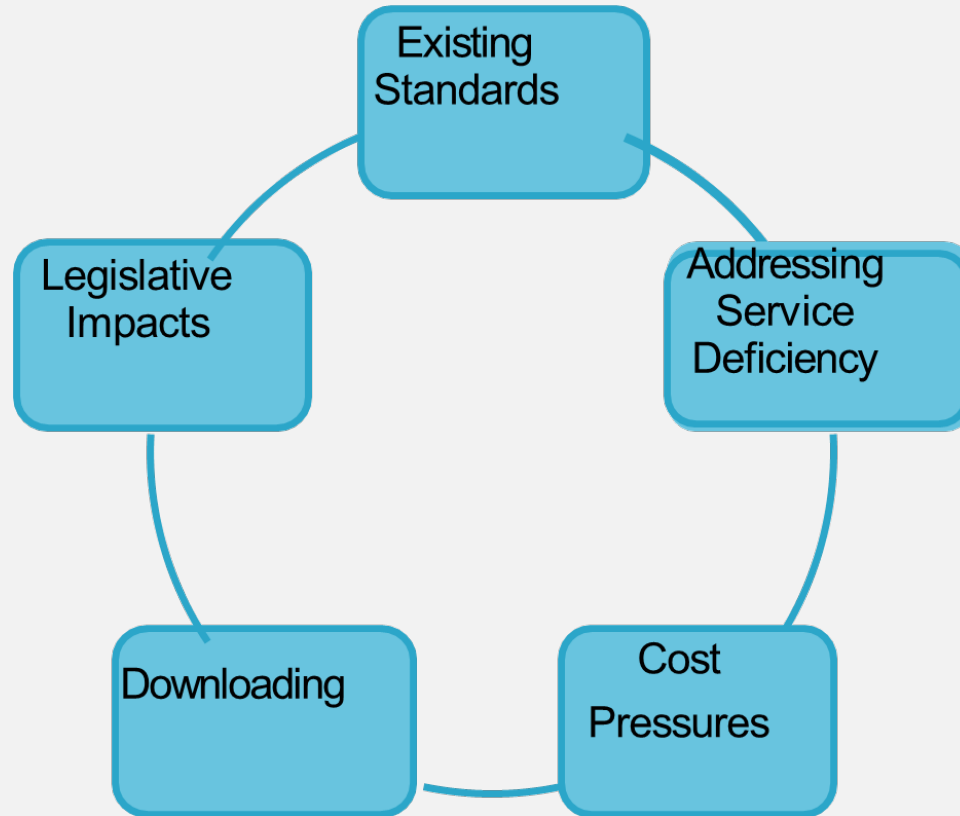 Existing
Standards
Addressing
Service
Deficiency
Cost
Pressures
Downloading
Legislative
Impacts